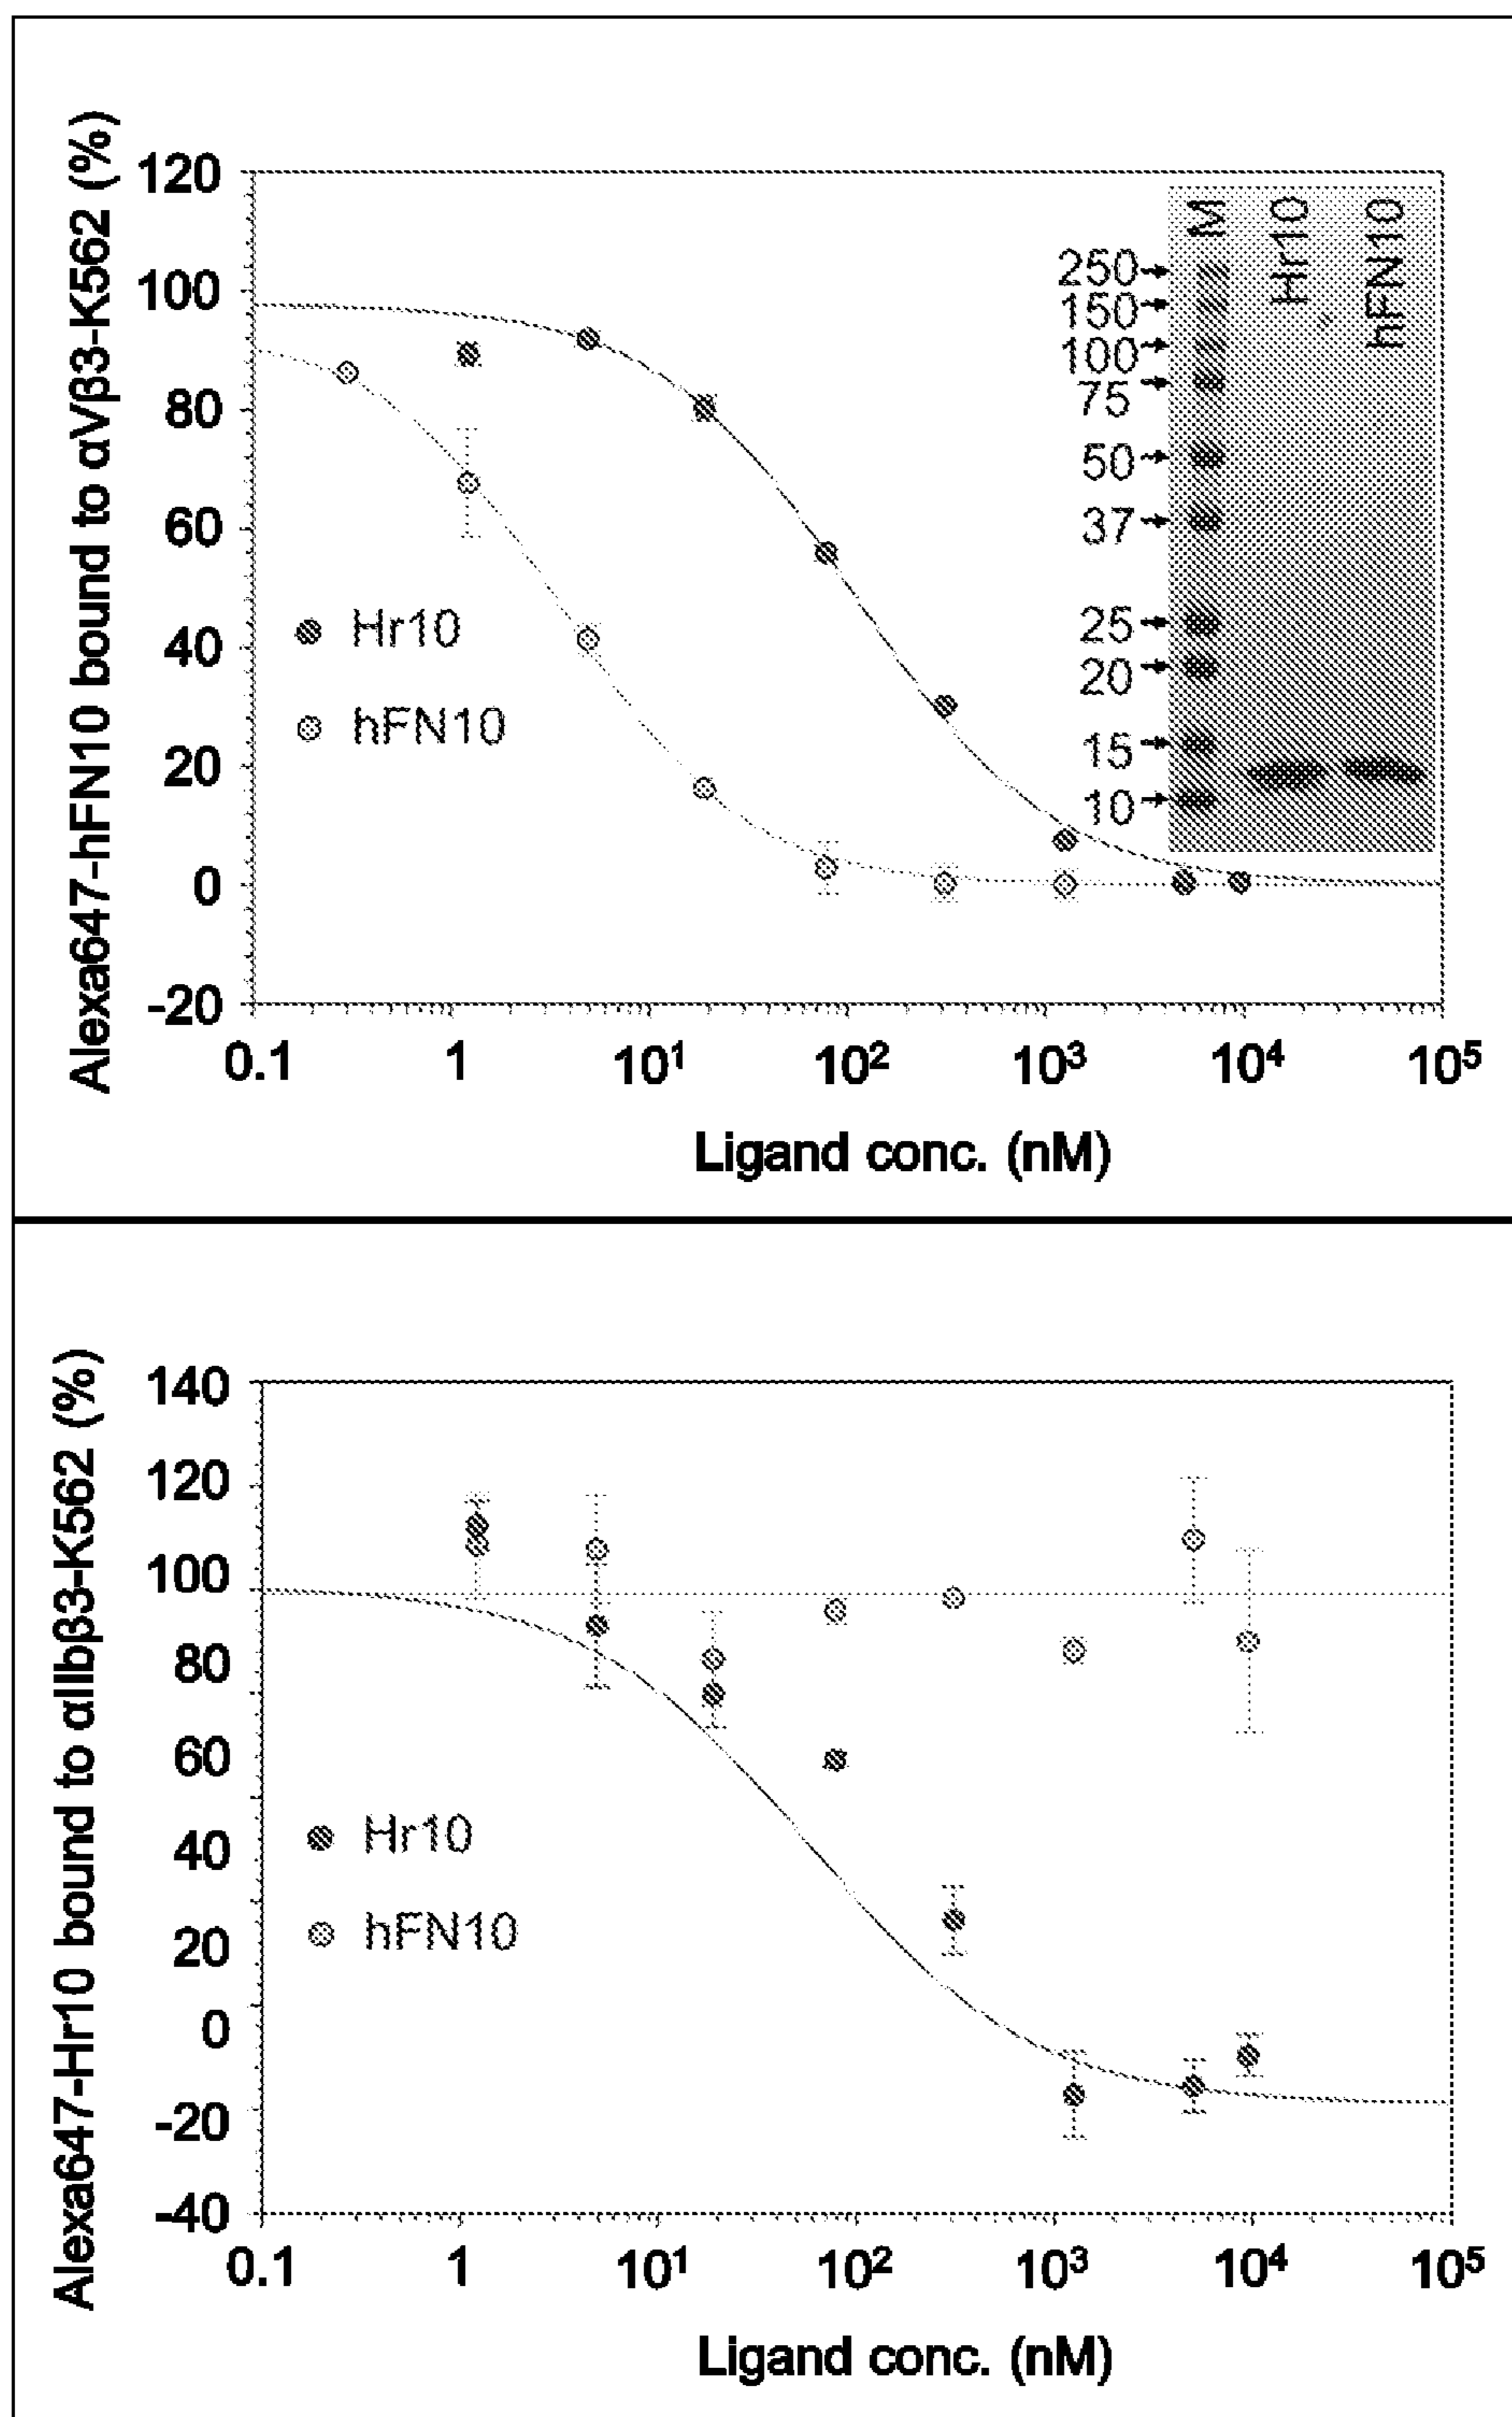 Alexa647-hFN10 bound to αVβ3-K562 (%)
120
100
80
60
40
20
0
-20
Hr10
hFN10
M
Hr10
hFN10
250
150
100
75
50
37
25
20
15
10
0.1 1 10¹ 10² 10³ 10⁴ 10⁵
Ligand conc. (nM)
Alexa647-Hr10 bound to αIIbβ3-K562 (%)
140
120
100
80
60
40
20
0
-20
-40
Hr10
hFN10
0.1 1 10¹ 10² 10³ 10⁴ 10⁵
Ligand conc. (nM)